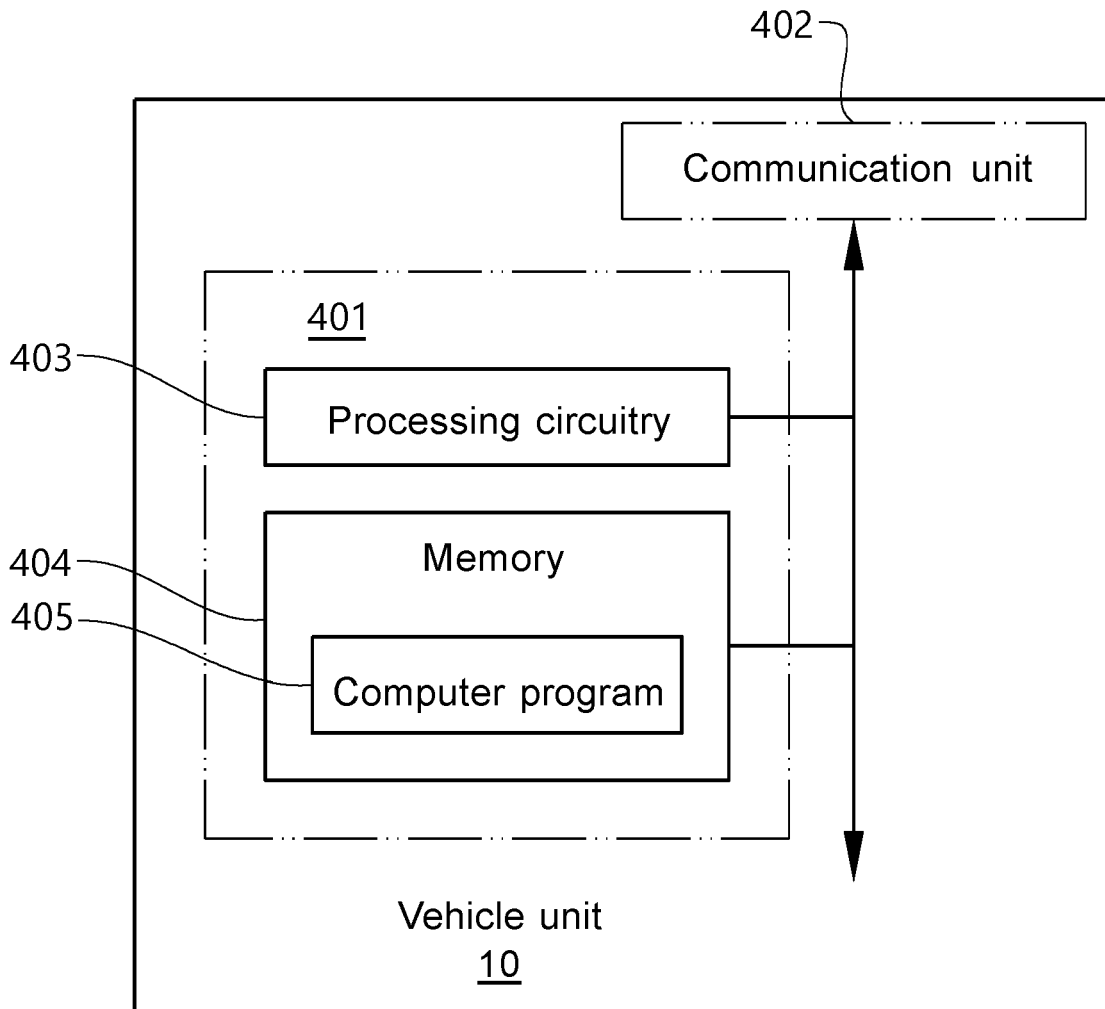 402
Communication unit
401
403
Processing circuitry
404
Memory
405
Computer program
Vehicle unit
10